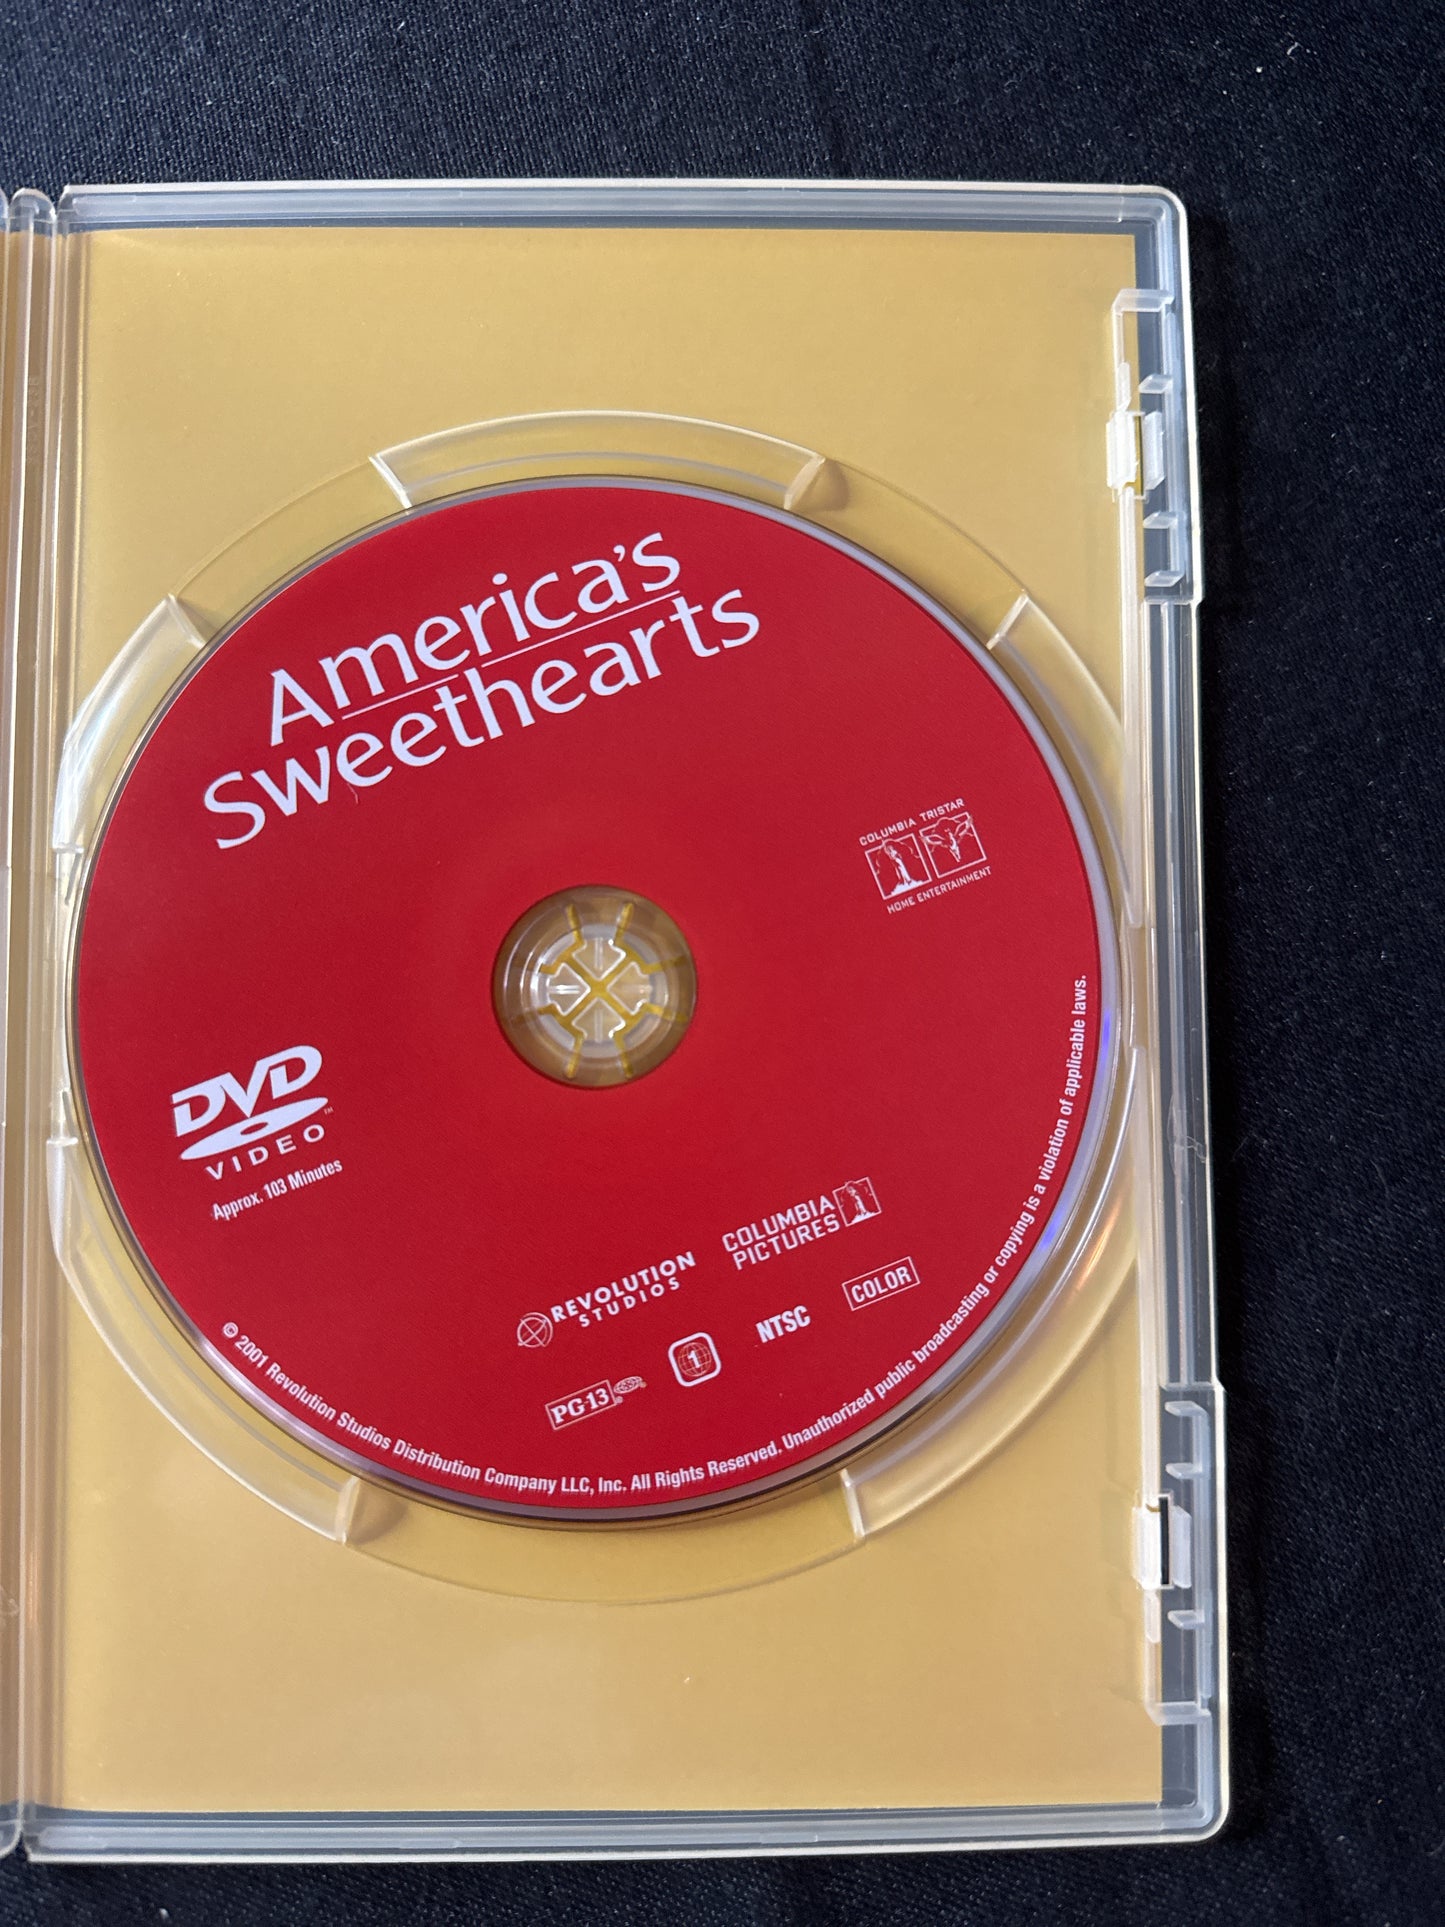 America's
Sweethearts
COLUMBIA TRISTAR
HOME ENTERTAINMENT
DVD
VIDEO
TM
Approx. 103 Minutes
COLUMBIA
PICTURES
REVOLUTION
STUDIOS
COLOR
NTSC
1
PG-13
© 2001 Revolution Studios Distribution Company LLC, Inc. All Rights Reserved. Unauthorized public broadcasting or copying is a violation of applicable laws.